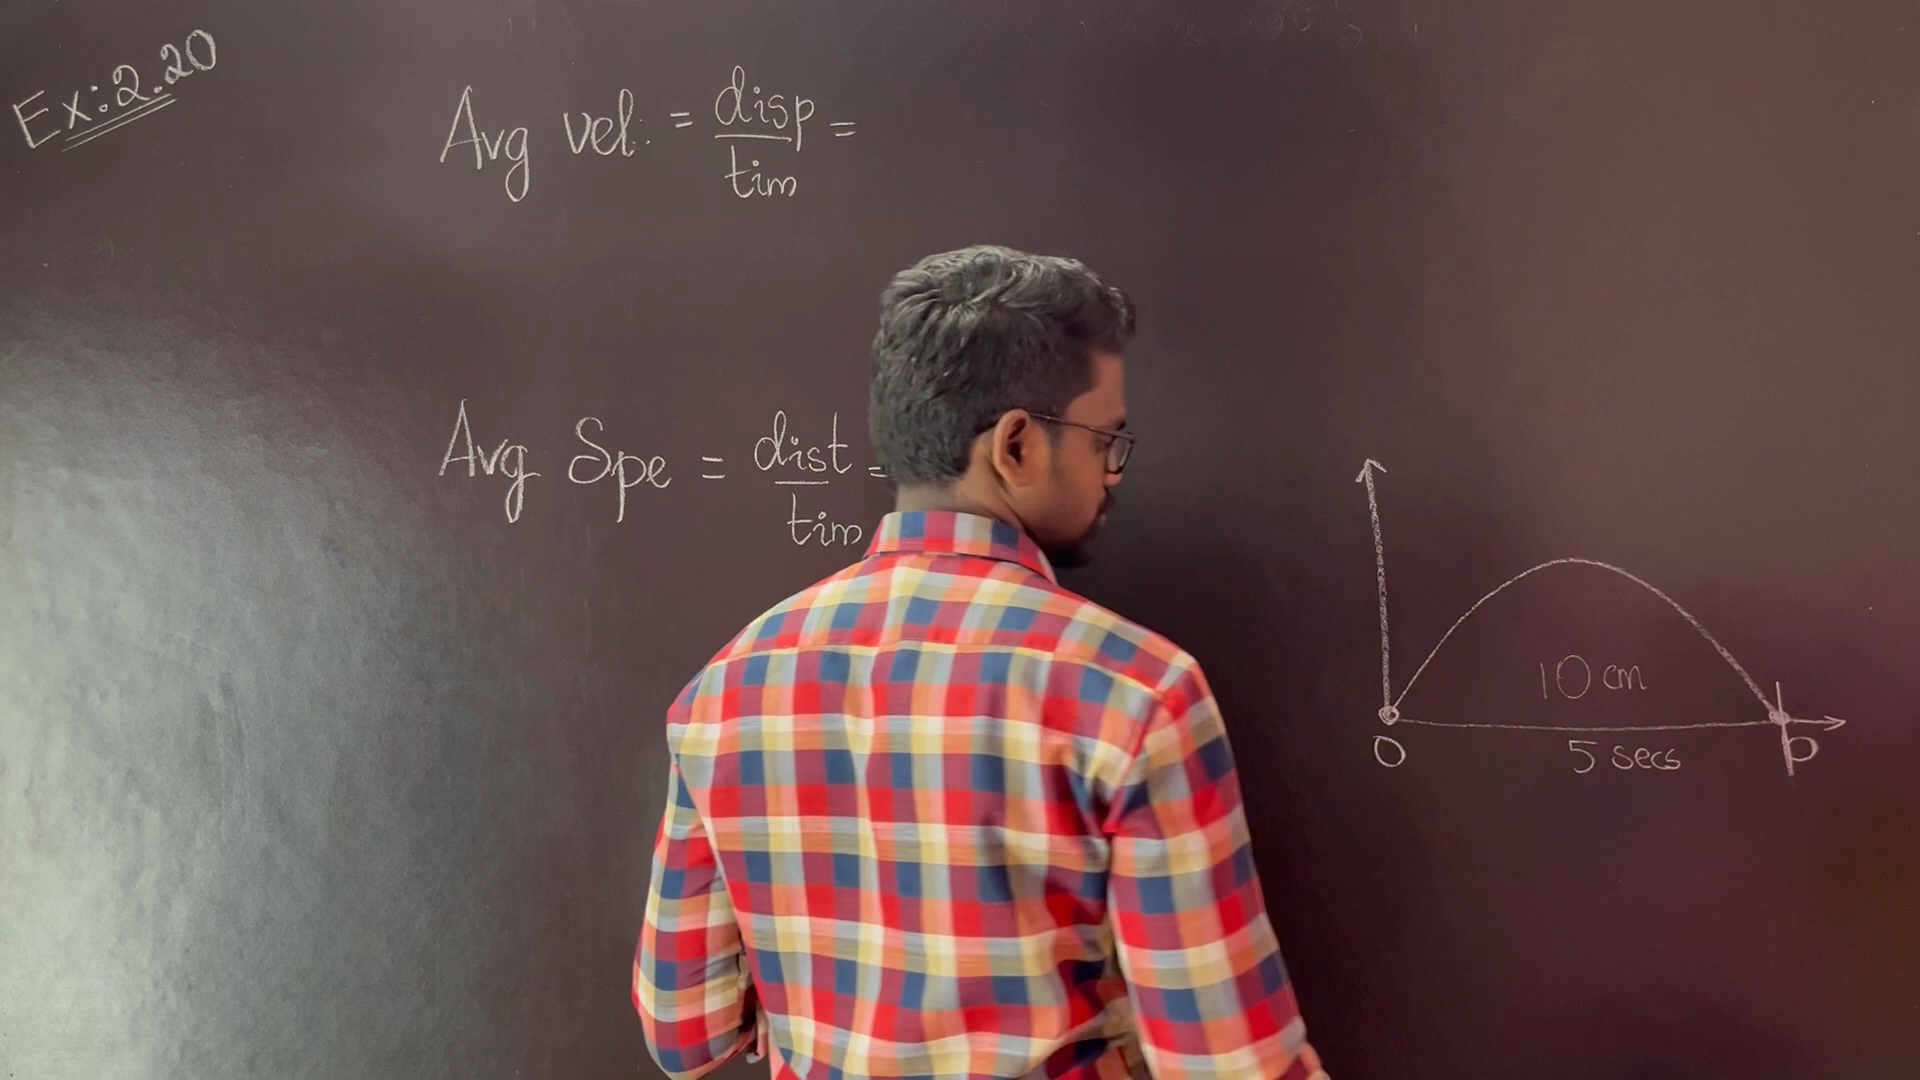 Ex:2.20
Avg vel. = disp =
tim
Avg Spe = dist =
tim
10 cm
O 5 secs P